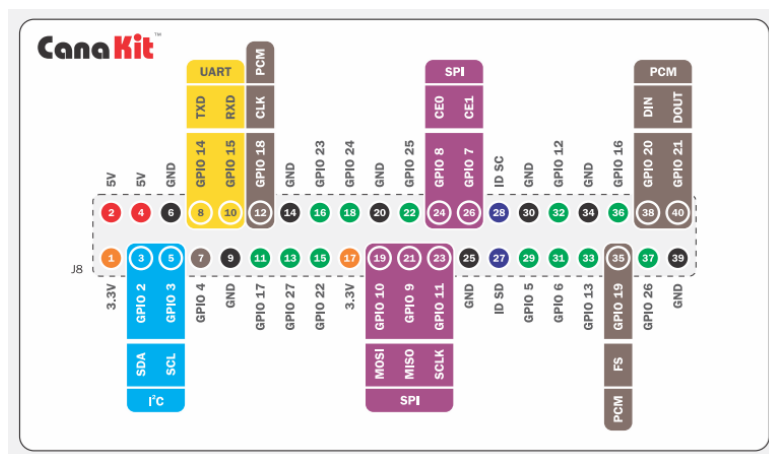 CanaKit™
UART PCM SPI PCM
TXD RXD CLK CE0 CE1 DIN DOUT
5V 5V GND GPIO 14 GPIO 15 GPIO 18 GND GPIO 23 GPIO 24 GND GPIO 25 GPIO 8 GPIO 7 ID SC GND GPIO 12 GND GPIO 16 GPIO 20 GPIO 21
2 4 6 8 10 12 14 16 18 20 22 24 26 28 30 32 34 36 38 40
J8 1 3 5 7 9 11 13 15 17 19 21 23 25 27 29 31 33 35 37 39
3.3V GPIO 2 GPIO 3 GPIO 4 GND GPIO 17 GPIO 27 GPIO 22 3.3V GPIO 10 GPIO 9 GPIO 11 GND ID SD GPIO 5 GPIO 6 GPIO 13 GPIO 19 GPIO 26 GND
SDA SCL MOSI MISO SCLK FS
I²C SPI PCM